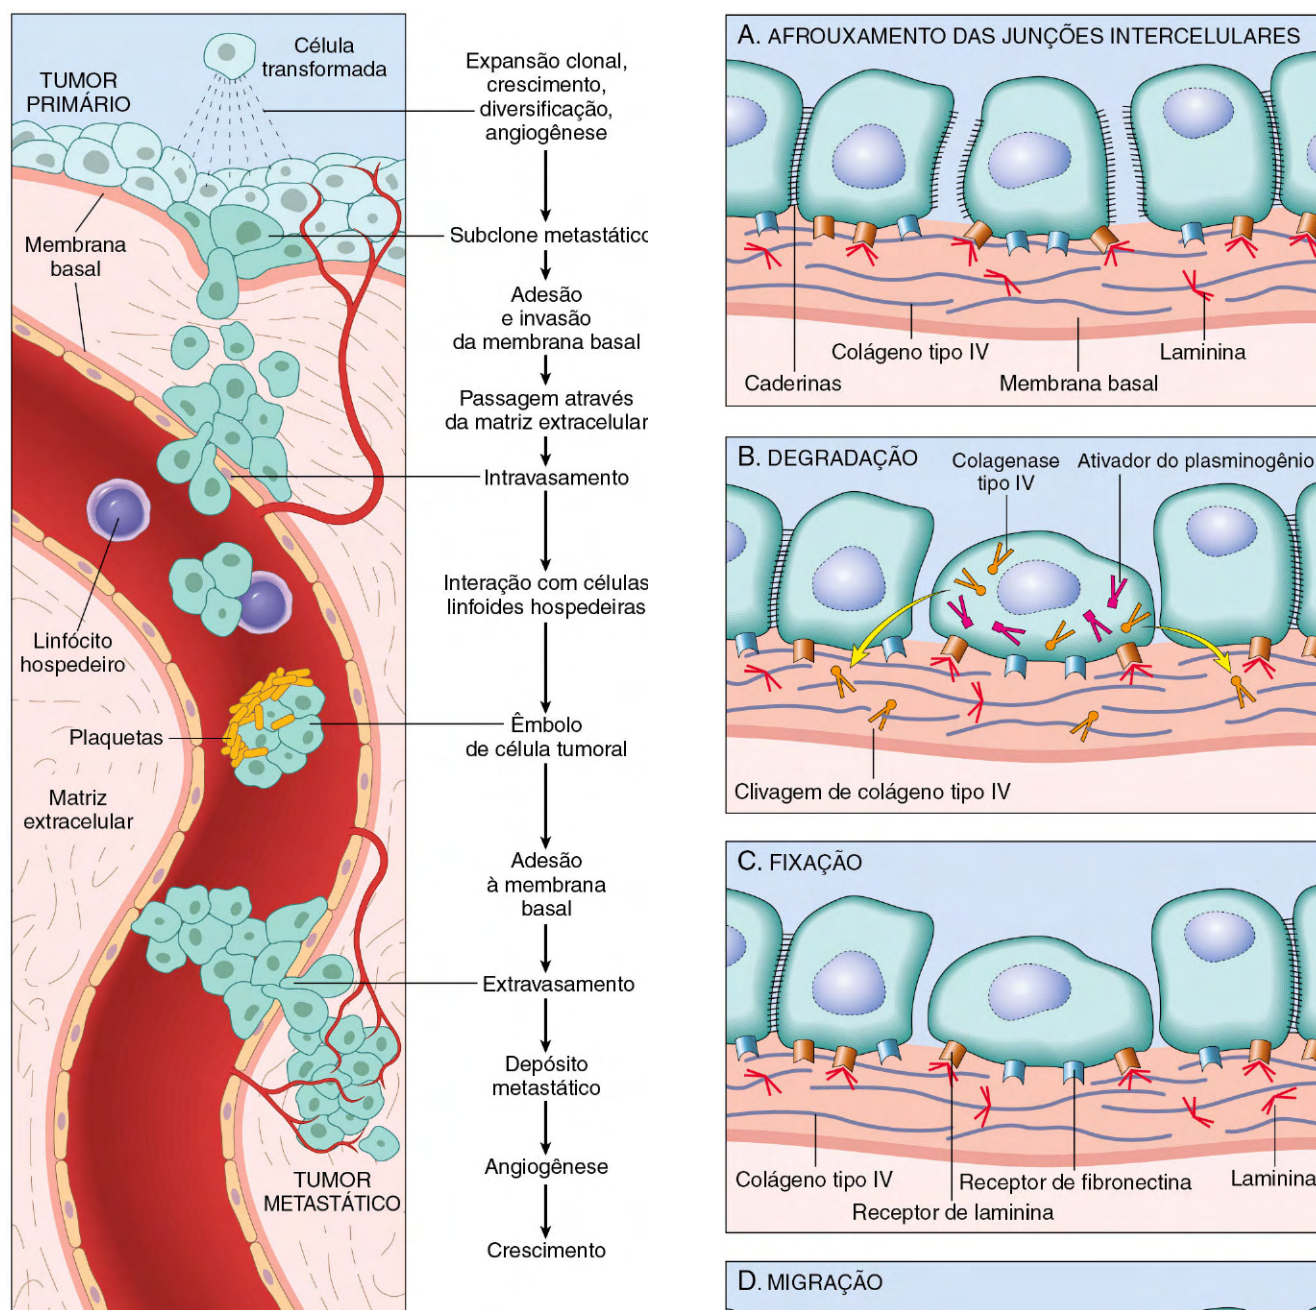 Célula
transformada
TUMOR
PRIMÁRIO
Membrana
basal
Linfócito
hospedeiro
Plaquetas
Matriz
extracelular
TUMOR
METASTÁTICO
Expansão clonal,
crescimento,
diversificação,
angiogênese
Subclone metastático
Adesão
e invasão
da membrana basal
Passagem através
da matriz extracelular
Intravasamento
Interação com células
linfoides hospedeiras
Êmbolo
de célula tumoral
Adesão
à membrana
basal
Extravasamento
Depósito
metastático
Angiogênese
Crescimento
A. AFROUXAMENTO DAS JUNÇÕES INTERCELULARES
Colágeno tipo IV
Laminina
Caderinas
Membrana basal
B. DEGRADAÇÃO
Colagenase
tipo IV
Ativador do plasminogênio
Clivagem de colágeno tipo IV
C. FIXAÇÃO
Colágeno tipo IV
Receptor de fibronectina
Laminina
Receptor de laminina
D. MIGRAÇÃO